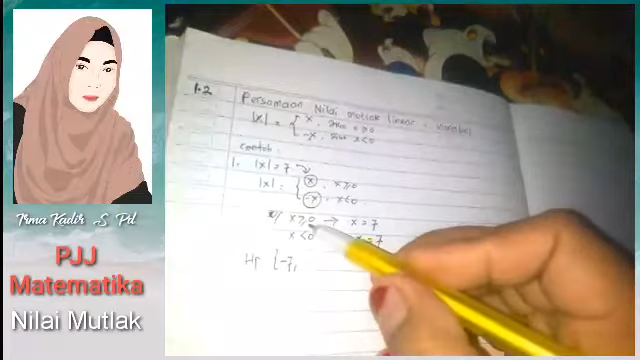 Irma Kadir S Pd
PJJ
Matematika
Nilai Mutlak
1.2 Persamaan Nilai Mutlak linear 1 variabel
|x| = { x, jika x ≥ 0
-x, jika x < 0
Contoh:
1. |x| = 7
|x| = { x, x ≥ 0
-x, x < 0
x ≥ 0 → x = 7
x < 0 = 7
Hp {-7,